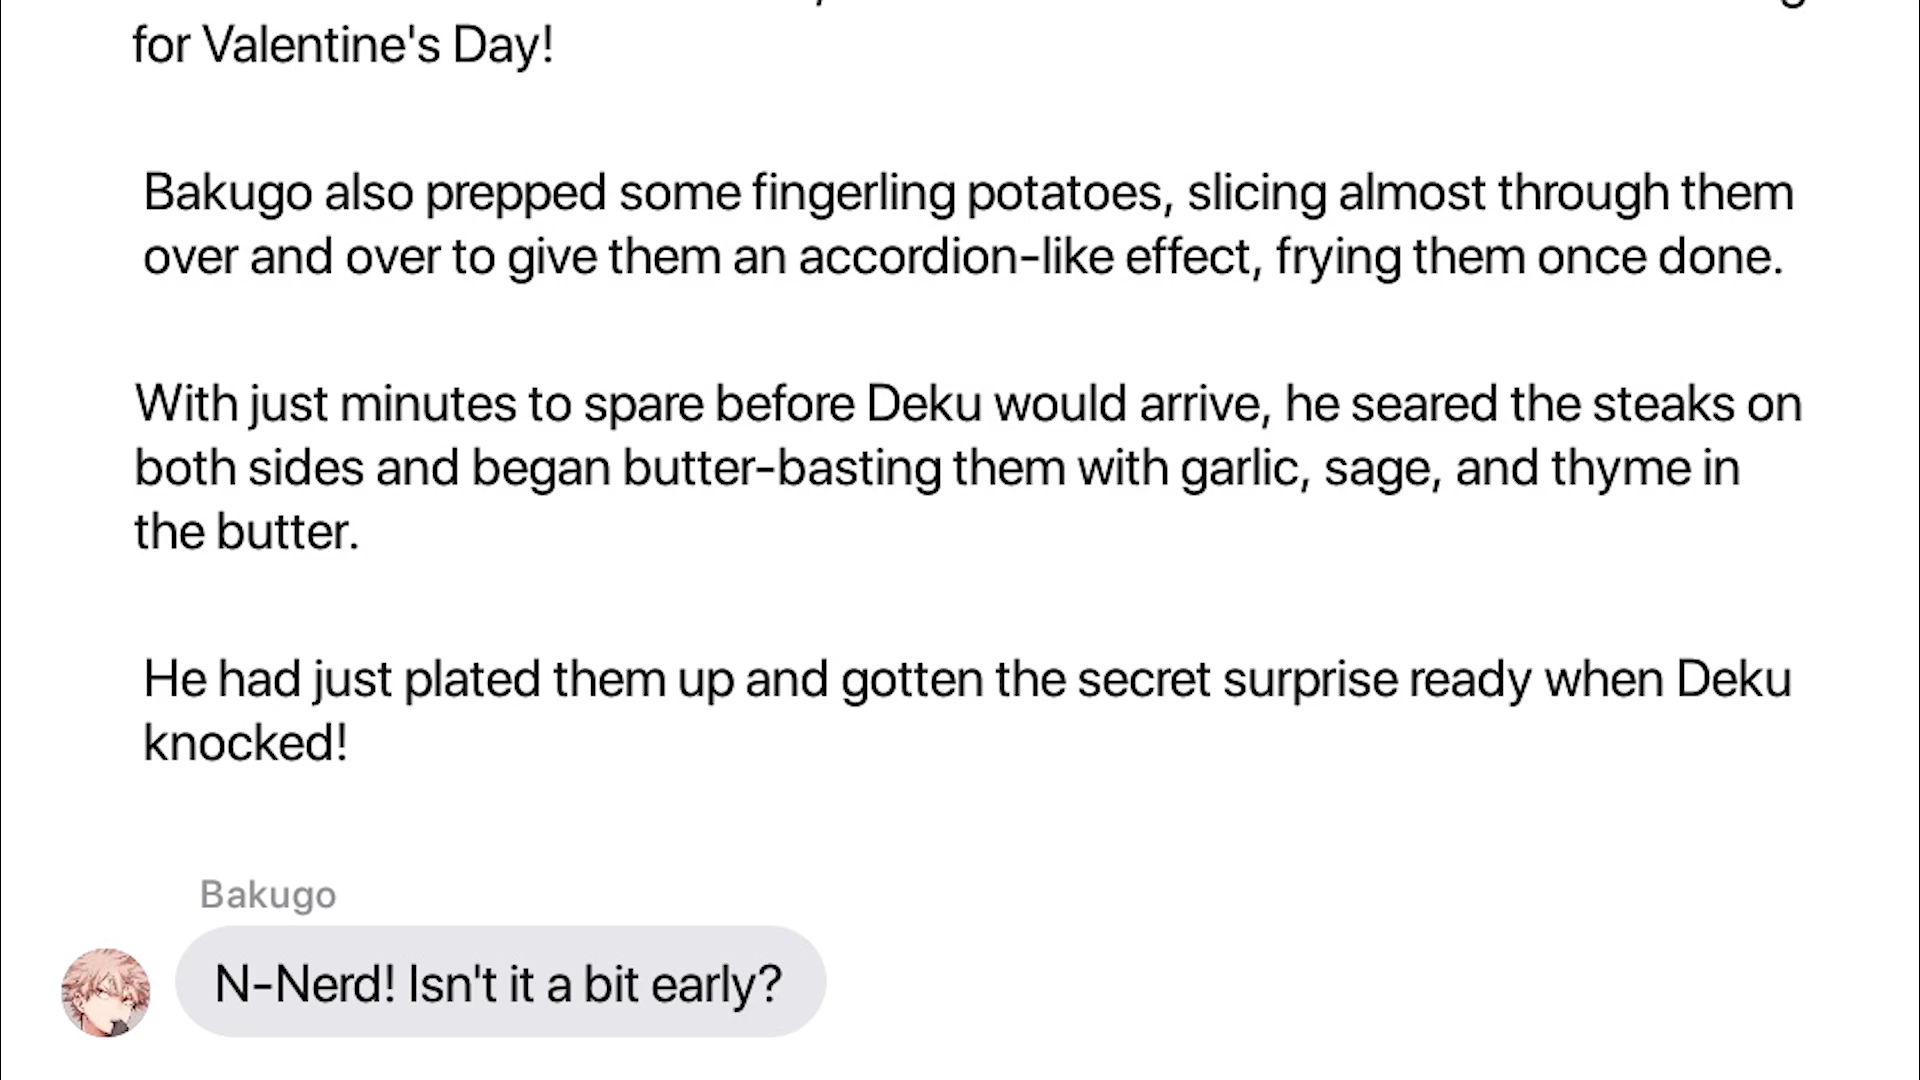 for Valentine's Day!
Bakugo also prepped some fingerling potatoes, slicing almost through them
over and over to give them an accordion-like effect, frying them once done.
With just minutes to spare before Deku would arrive, he seared the steaks on
both sides and began butter-basting them with garlic, sage, and thyme in
the butter.
He had just plated them up and gotten the secret surprise ready when Deku
knocked!
Bakugo
N-Nerd! Isn't it a bit early?